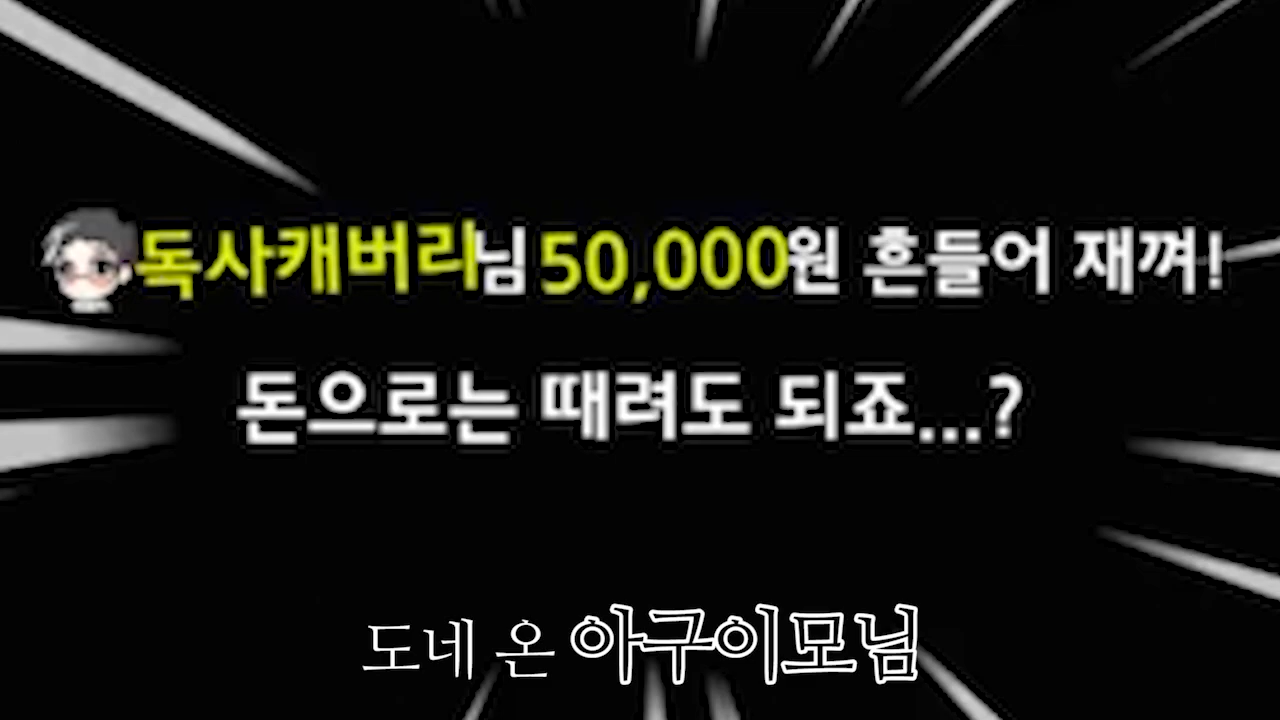 독사캐버리님 50,000원 흔들어 재껴!
돈으로는 때려도 되죠...?
도네 온 아구이모님